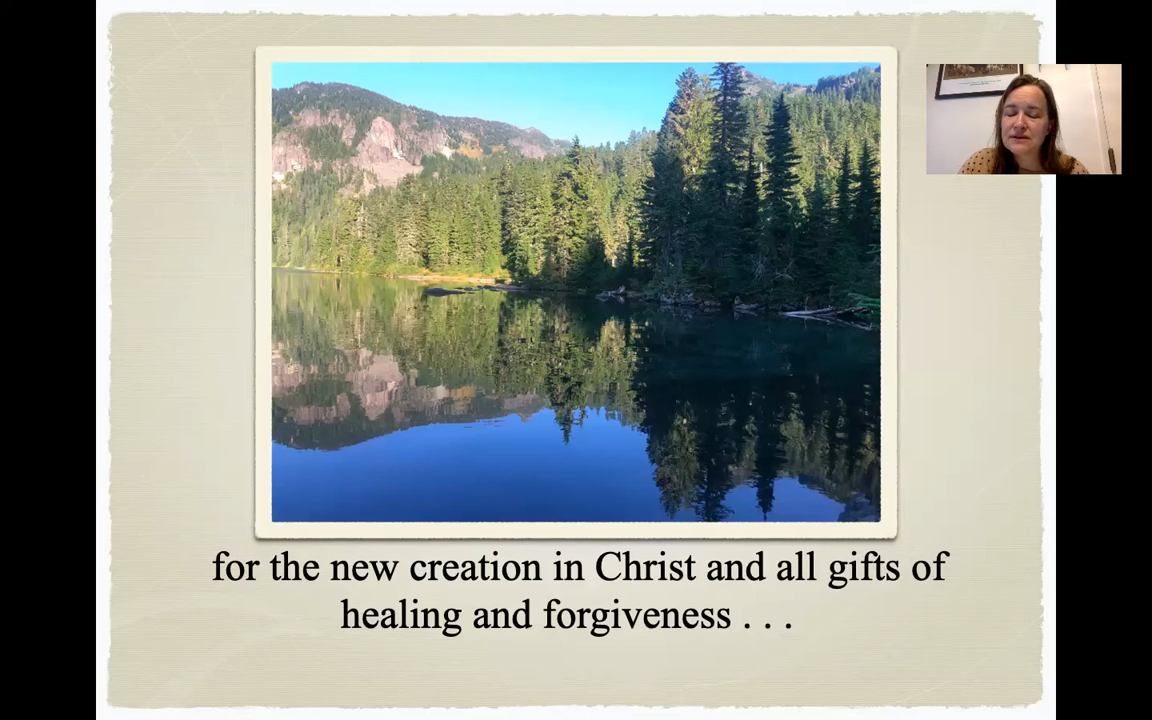 for the new creation in Christ and all gifts of
healing and forgiveness . . .